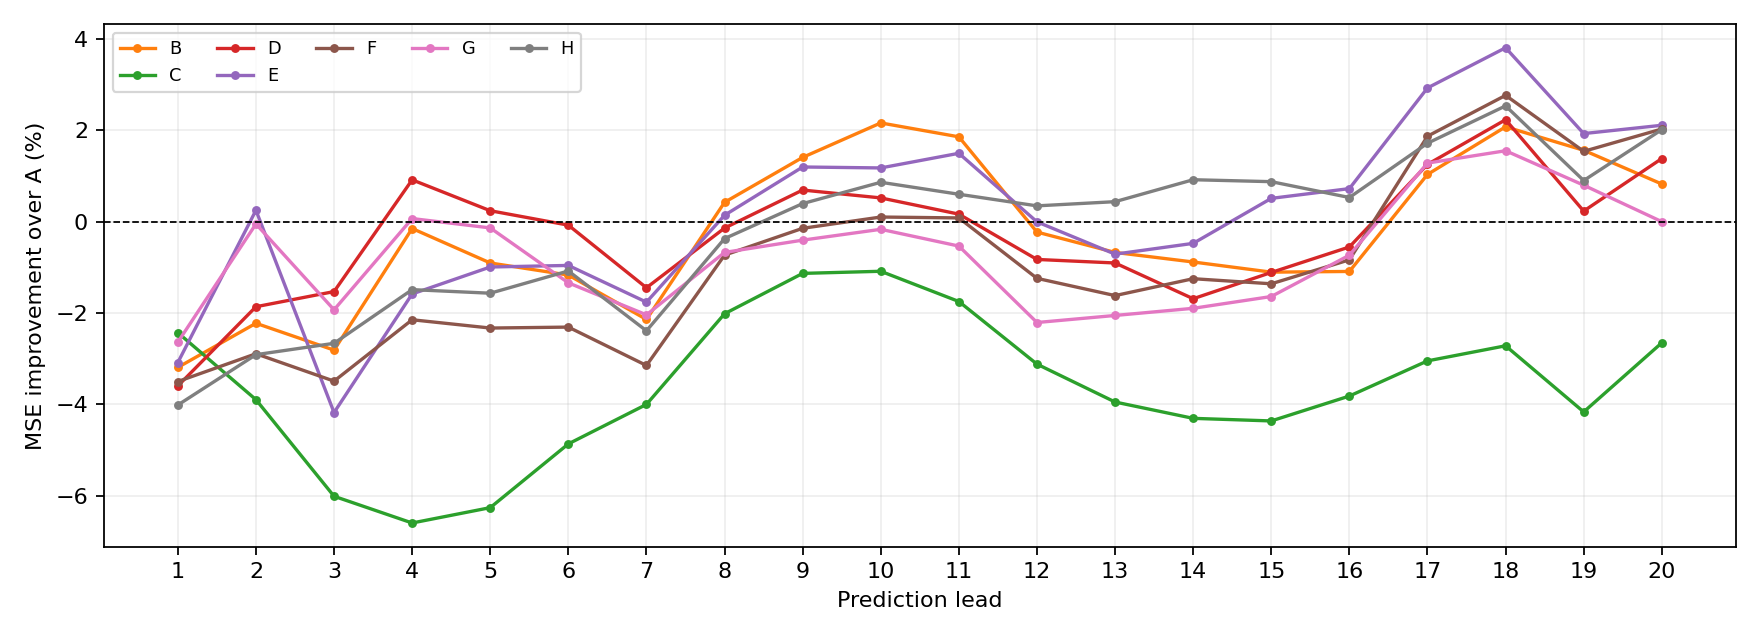 B D F G H
C E
MSE improvement over A (%)
4
2
0
−2
−4
−6
1 2 3 4 5 6 7 8 9 10 11 12 13 14 15 16 17 18 19 20
Prediction lead